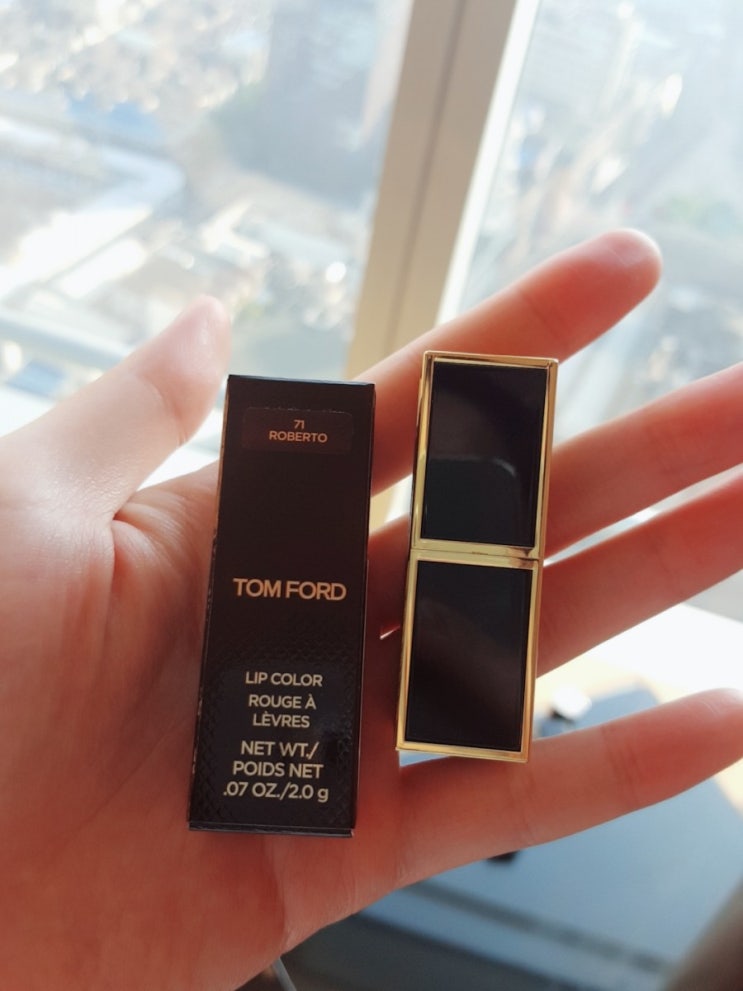 71
ROBERTO
TOM FORD
LIP COLOR
ROUGE À
LÈVRES
NET WT./
POIDS NET
.07 OZ./2.0 g